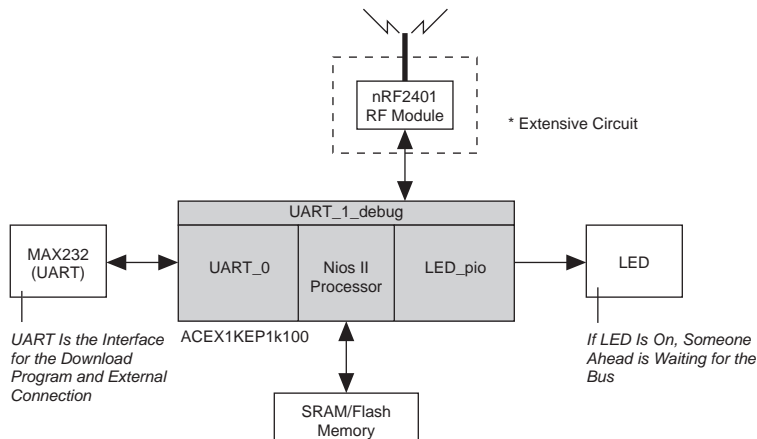 nRF2401
RF Module
* Extensive Circuit
UART_1_debug
MAX232
(UART)
UART_0
Nios II
Processor
LED_pio
LED
ACEX1KEP1k100
UART Is the Interface
for the Download
Program and External
Connection
If LED Is On, Someone
Ahead is Waiting for the
Bus
SRAM/Flash
Memory